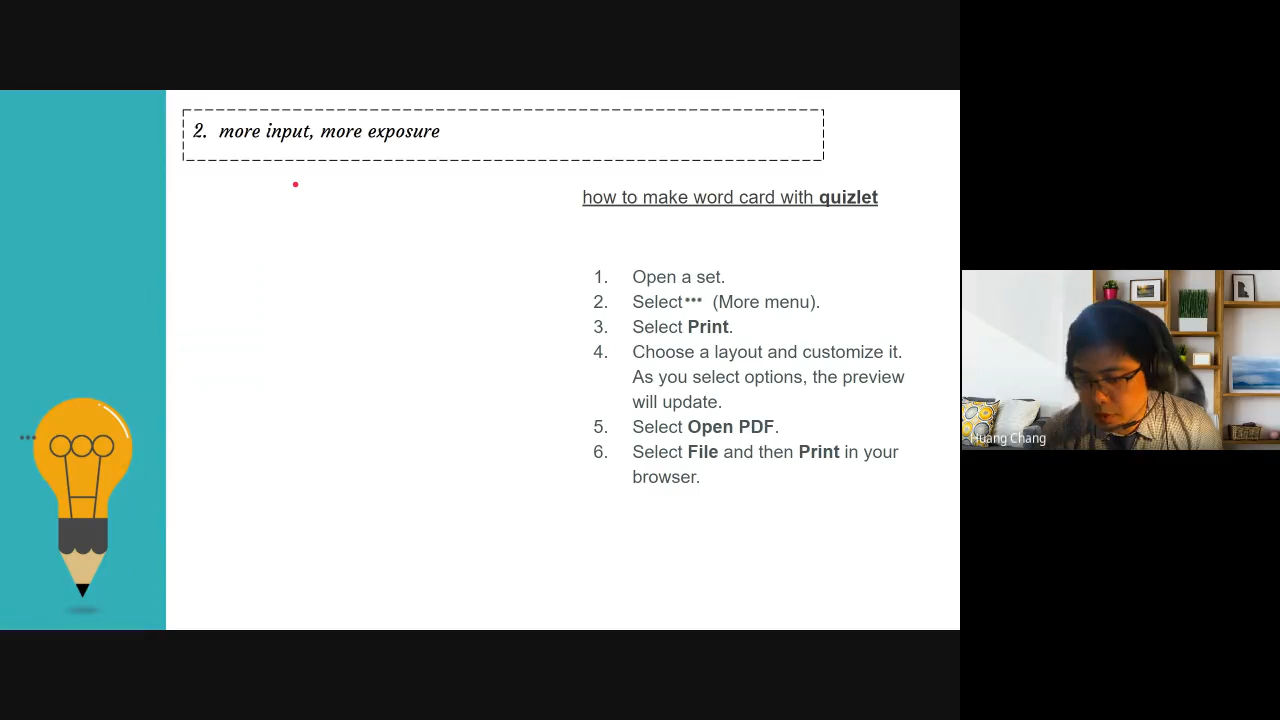 2. more input, more exposure
how to make word card with quizlet
1. Open a set.
2. Select ••• (More menu).
3. Select Print.
4. Choose a layout and customize it.
As you select options, the preview
will update.
5. Select Open PDF.
6. Select File and then Print in your
browser.
Huang Chang